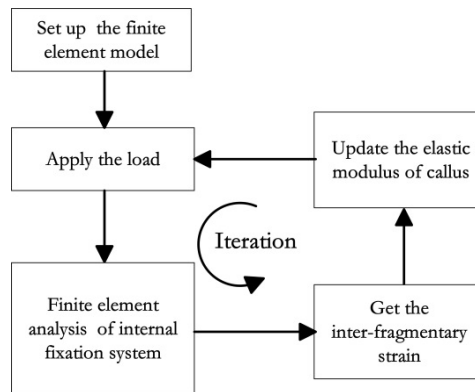 Set up the finite
element model
Apply the load
Update the elastic
modulus of callus
Iteration
Finite element
analysis of internal
fixation system
Get the
inter-fragmentary
strain